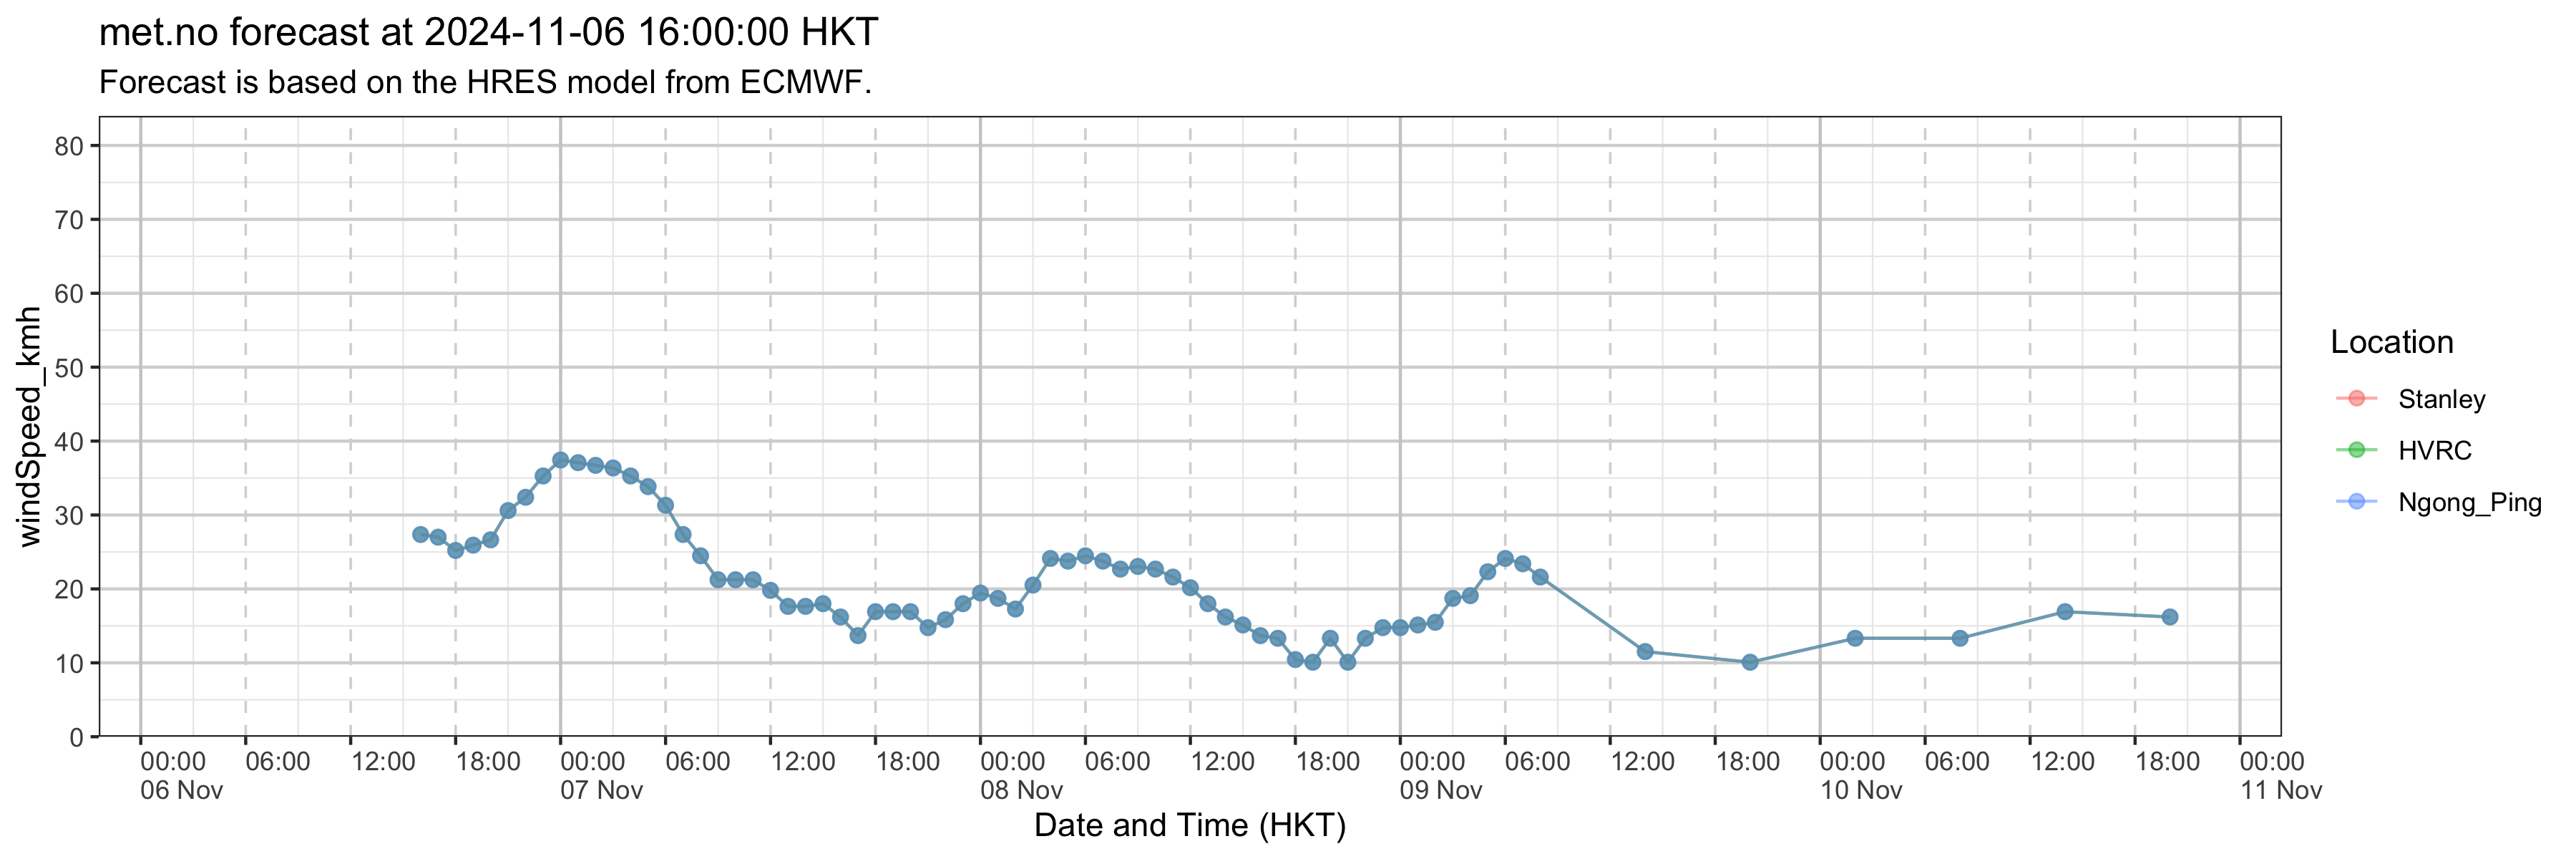 met.no forecast at 2024-11-06 16:00:00 HKT
Forecast is based on the HRES model from ECMWF.
windSpeed_kmh
80
70
60
50
40
30
20
10
0
00:00 06:00 12:00 18:00 00:00 06:00 12:00 18:00 00:00 06:00 12:00 18:00 00:00 06:00 12:00 18:00 00:00 06:00 12:00 18:00 00:00
06 Nov 07 Nov 08 Nov 09 Nov 10 Nov 11 Nov
Date and Time (HKT)
Location
Stanley
HVRC
Ngong_Ping